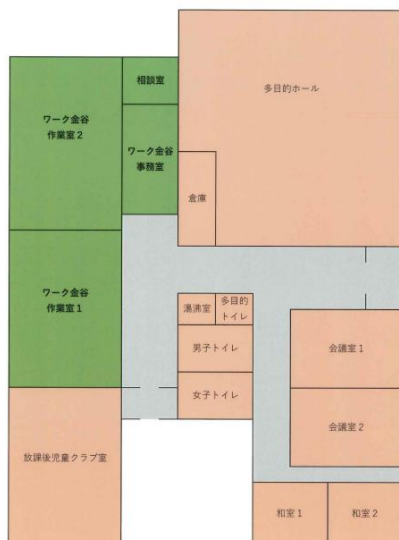 相談室
多目的ホール
ワーク金谷
作業室2
ワーク金谷
事務室
倉庫
ワーク金谷
作業室1
湯沸室
多目的
トイレ
男子トイレ
会議室1
女子トイレ
会議室2
放課後児童クラブ室
和室1
和室2